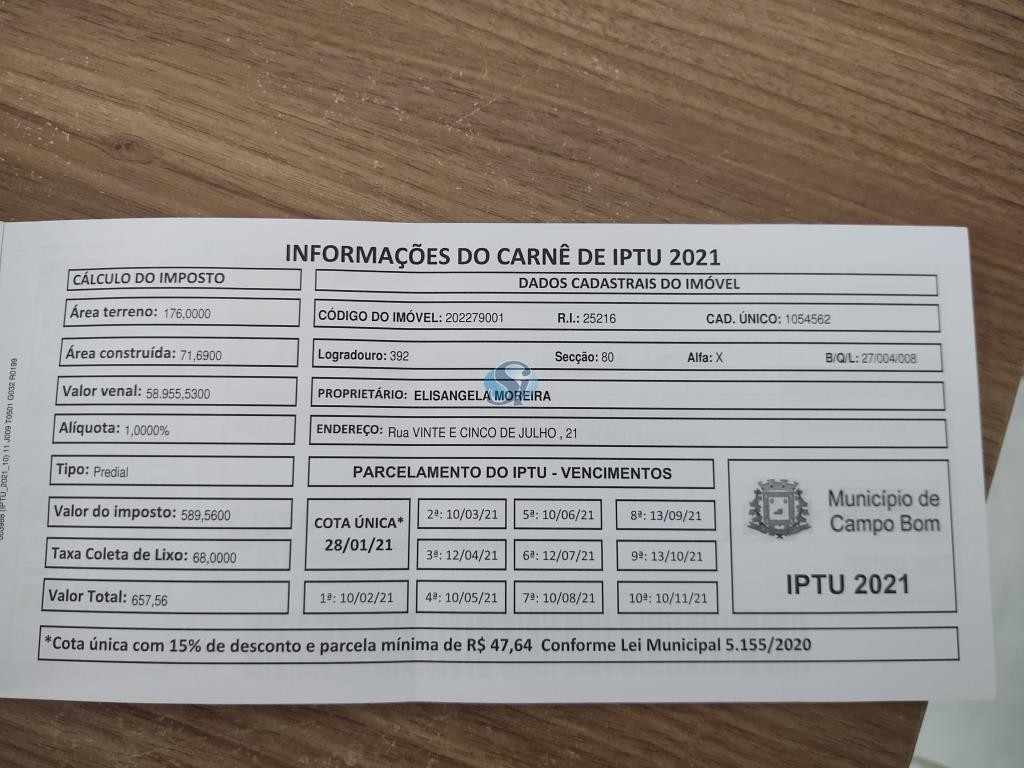 INFORMAÇÕES DO CARNÊ DE IPTU 2021
CÁLCULO DO IMPOSTO
Área terreno: 176,0000
Área construída: 71,6900
Valor venal: 58.955,5300
Alíquota: 1,0000%
Tipo: Predial
Valor do imposto: 589,5600
Taxa Coleta de Lixo: 68,0000
Valor Total: 657,56
DADOS CADASTRAIS DO IMÓVEL
CÓDIGO DO IMÓVEL: 202279001 R.I.: 25216 CAD. ÚNICO: 1054562
Logradouro: 392 Secção: 80 Alfa: X B/Q/L: 27/004/008
PROPRIETÁRIO: ELISANGELA MOREIRA
ENDEREÇO: Rua VINTE E CINCO DE JULHO , 21
PARCELAMENTO DO IPTU - VENCIMENTOS
COTA ÚNICA*
28/01/21
2ª: 10/03/21 5ª: 10/06/21 8ª: 13/09/21
3ª: 12/04/21 6ª: 12/07/21 9ª: 13/10/21
1ª: 10/02/21 4ª: 10/05/21 7ª: 10/08/21 10ª: 10/11/21
Município de
Campo Bom
IPTU 2021
*Cota única com 15% de desconto e parcela mínima de R$ 47,64 Conforme Lei Municipal 5.155/2020
(IPTU_2021_10) 11 J009 T0501 G032 R0199